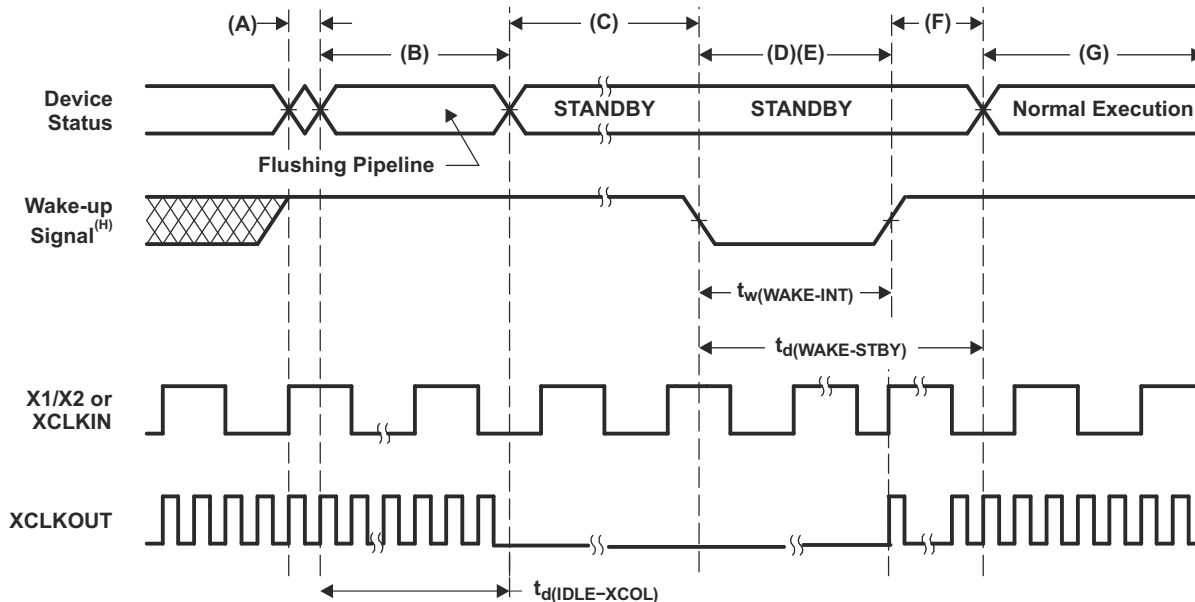 (A)
(C)
(F)
(B)
(D)(E)
(G)
Device
Status
STANDBY
STANDBY
Normal Execution
Flushing Pipeline
Wake-up
Signal(H)
tw(WAKE-INT)
td(WAKE-STBY)
X1/X2 or
XCLKIN
XCLKOUT
td(IDLE−XCOL)